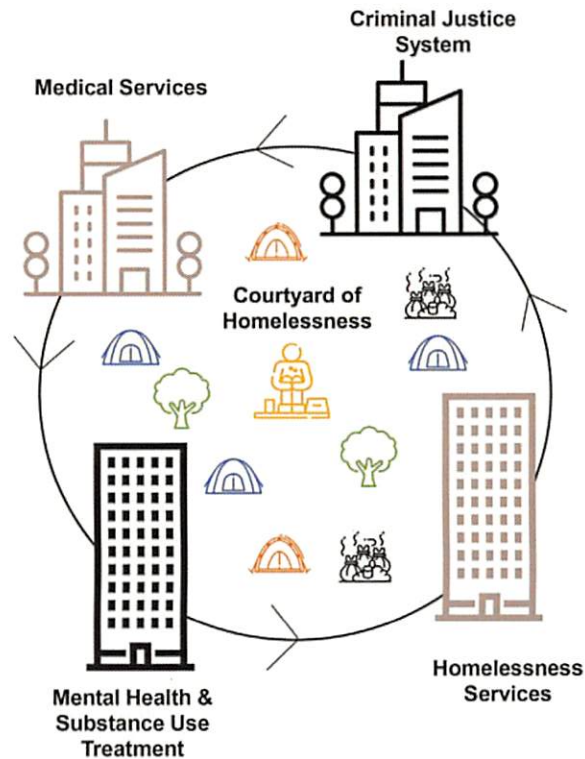 Criminal Justice
System
Medical Services
Courtyard of
Homelessness
Homelessness
Services
Mental Health &
Substance Use
Treatment